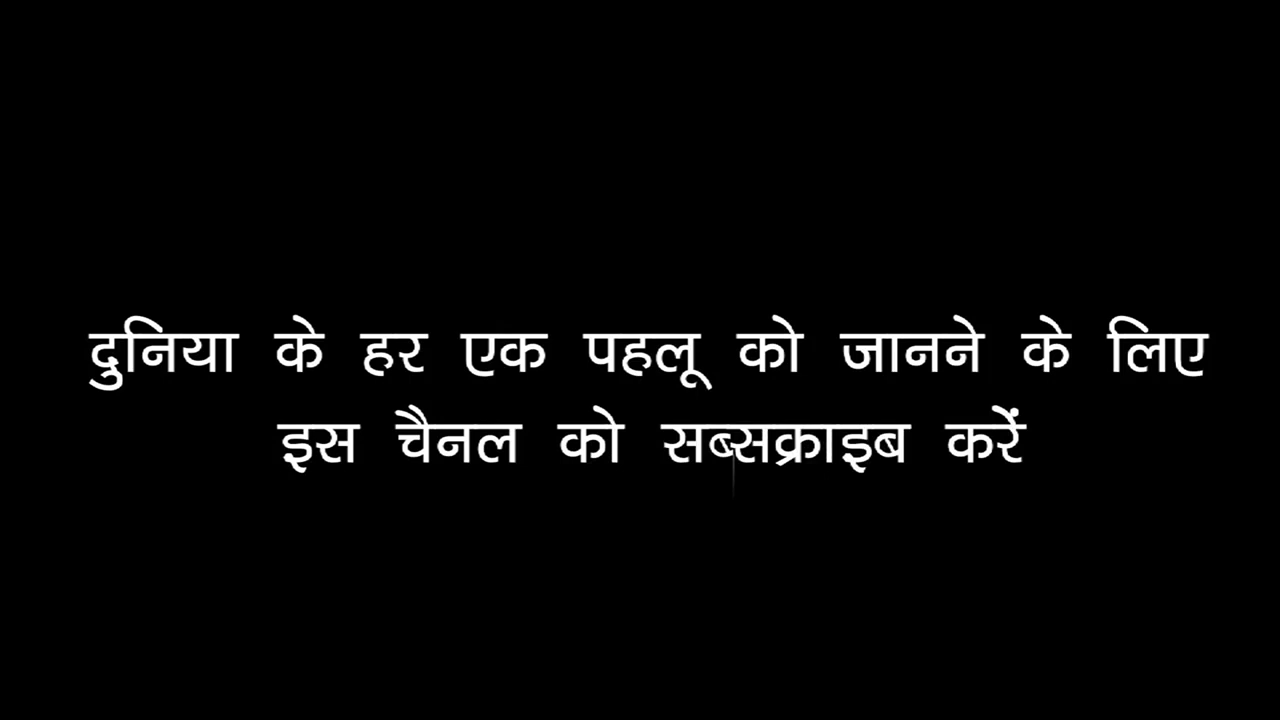 दुनिया के हर एक पहलू को जानने के लिए
इस चैनल को सब्सक्राइब करें